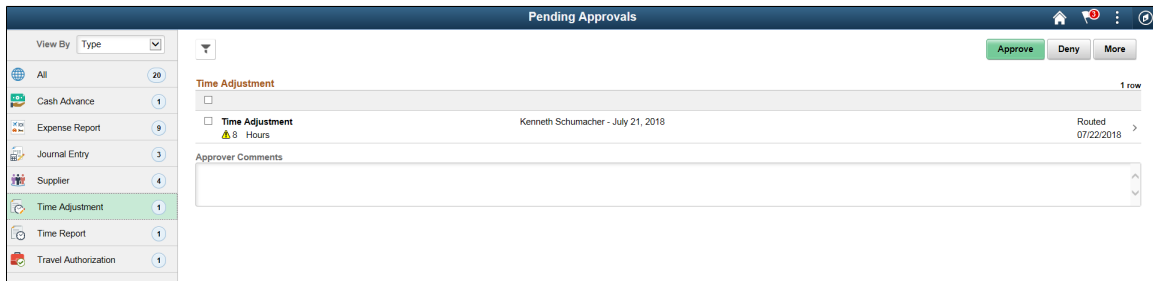 Pending Approvals
3
View By Type
All 20
Cash Advance 1
Expense Report 9
Journal Entry 3
Supplier 4
Time Adjustment 1
Time Report 1
Travel Authorization 1
Approve Deny More
Time Adjustment 1 row
Time Adjustment Kenneth Schumacher - July 21, 2018 Routed
8 Hours 07/22/2018
Approver Comments